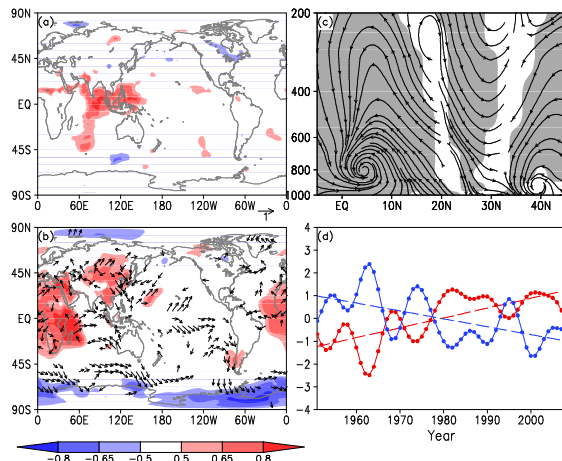 (a)
90N
45N
EQ
45S
90S
0 60E 120E 180 120W 60W 0
1
(c)
200
400
600
800
1000
EQ 10N 20N 30N 40N
(b)
90N
45N
EQ
45S
90S
0 60E 120E 180 120W 60W 0
(d)
4
3
2
1
0
-1
-2
-3
-4
1960 1970 1980 1990 2000
Year
-0.8 -0.65 -0.5 0.5 0.65 0.8